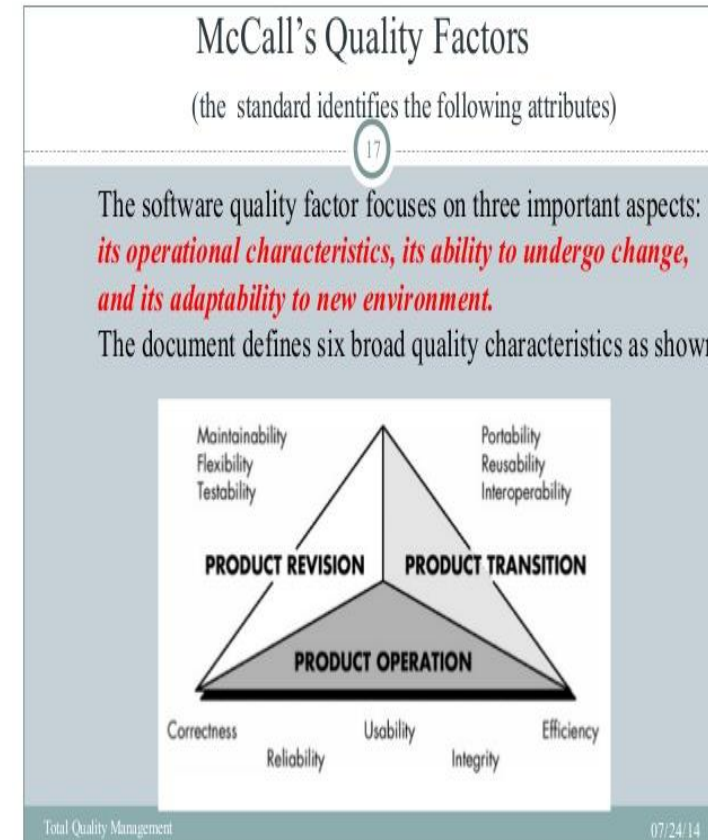 McCall's Quality Factors
(the standard identifies the following attributes)
17
The software quality factor focuses on three important aspects:
its operational characteristics, its ability to undergo change,
and its adaptability to new environment.
The document defines six broad quality characteristics as shown
Maintainability
Flexibility
Testability
Portability
Reusability
Interoperability
PRODUCT REVISION
PRODUCT TRANSITION
PRODUCT OPERATION
Correctness
Usability
Efficiency
Reliability
Integrity
Total Quality Management
07/24/14